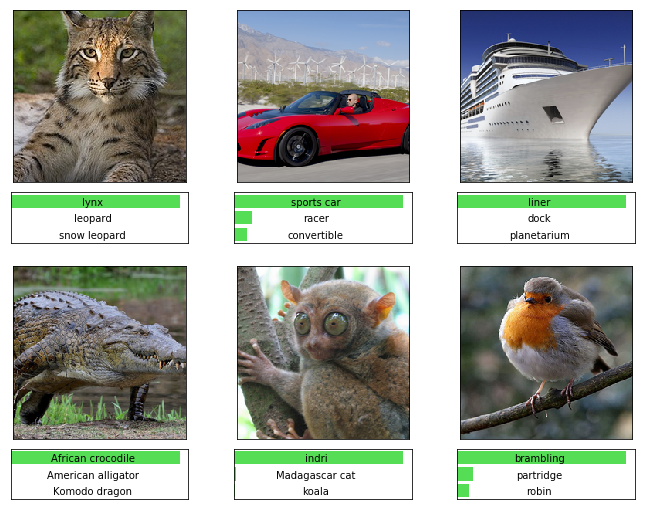 lynx
leopard
snow leopard
sports car
racer
convertible
liner
dock
planetarium
African crocodile
American alligator
Komodo dragon
indri
Madagascar cat
koala
brambling
partridge
robin